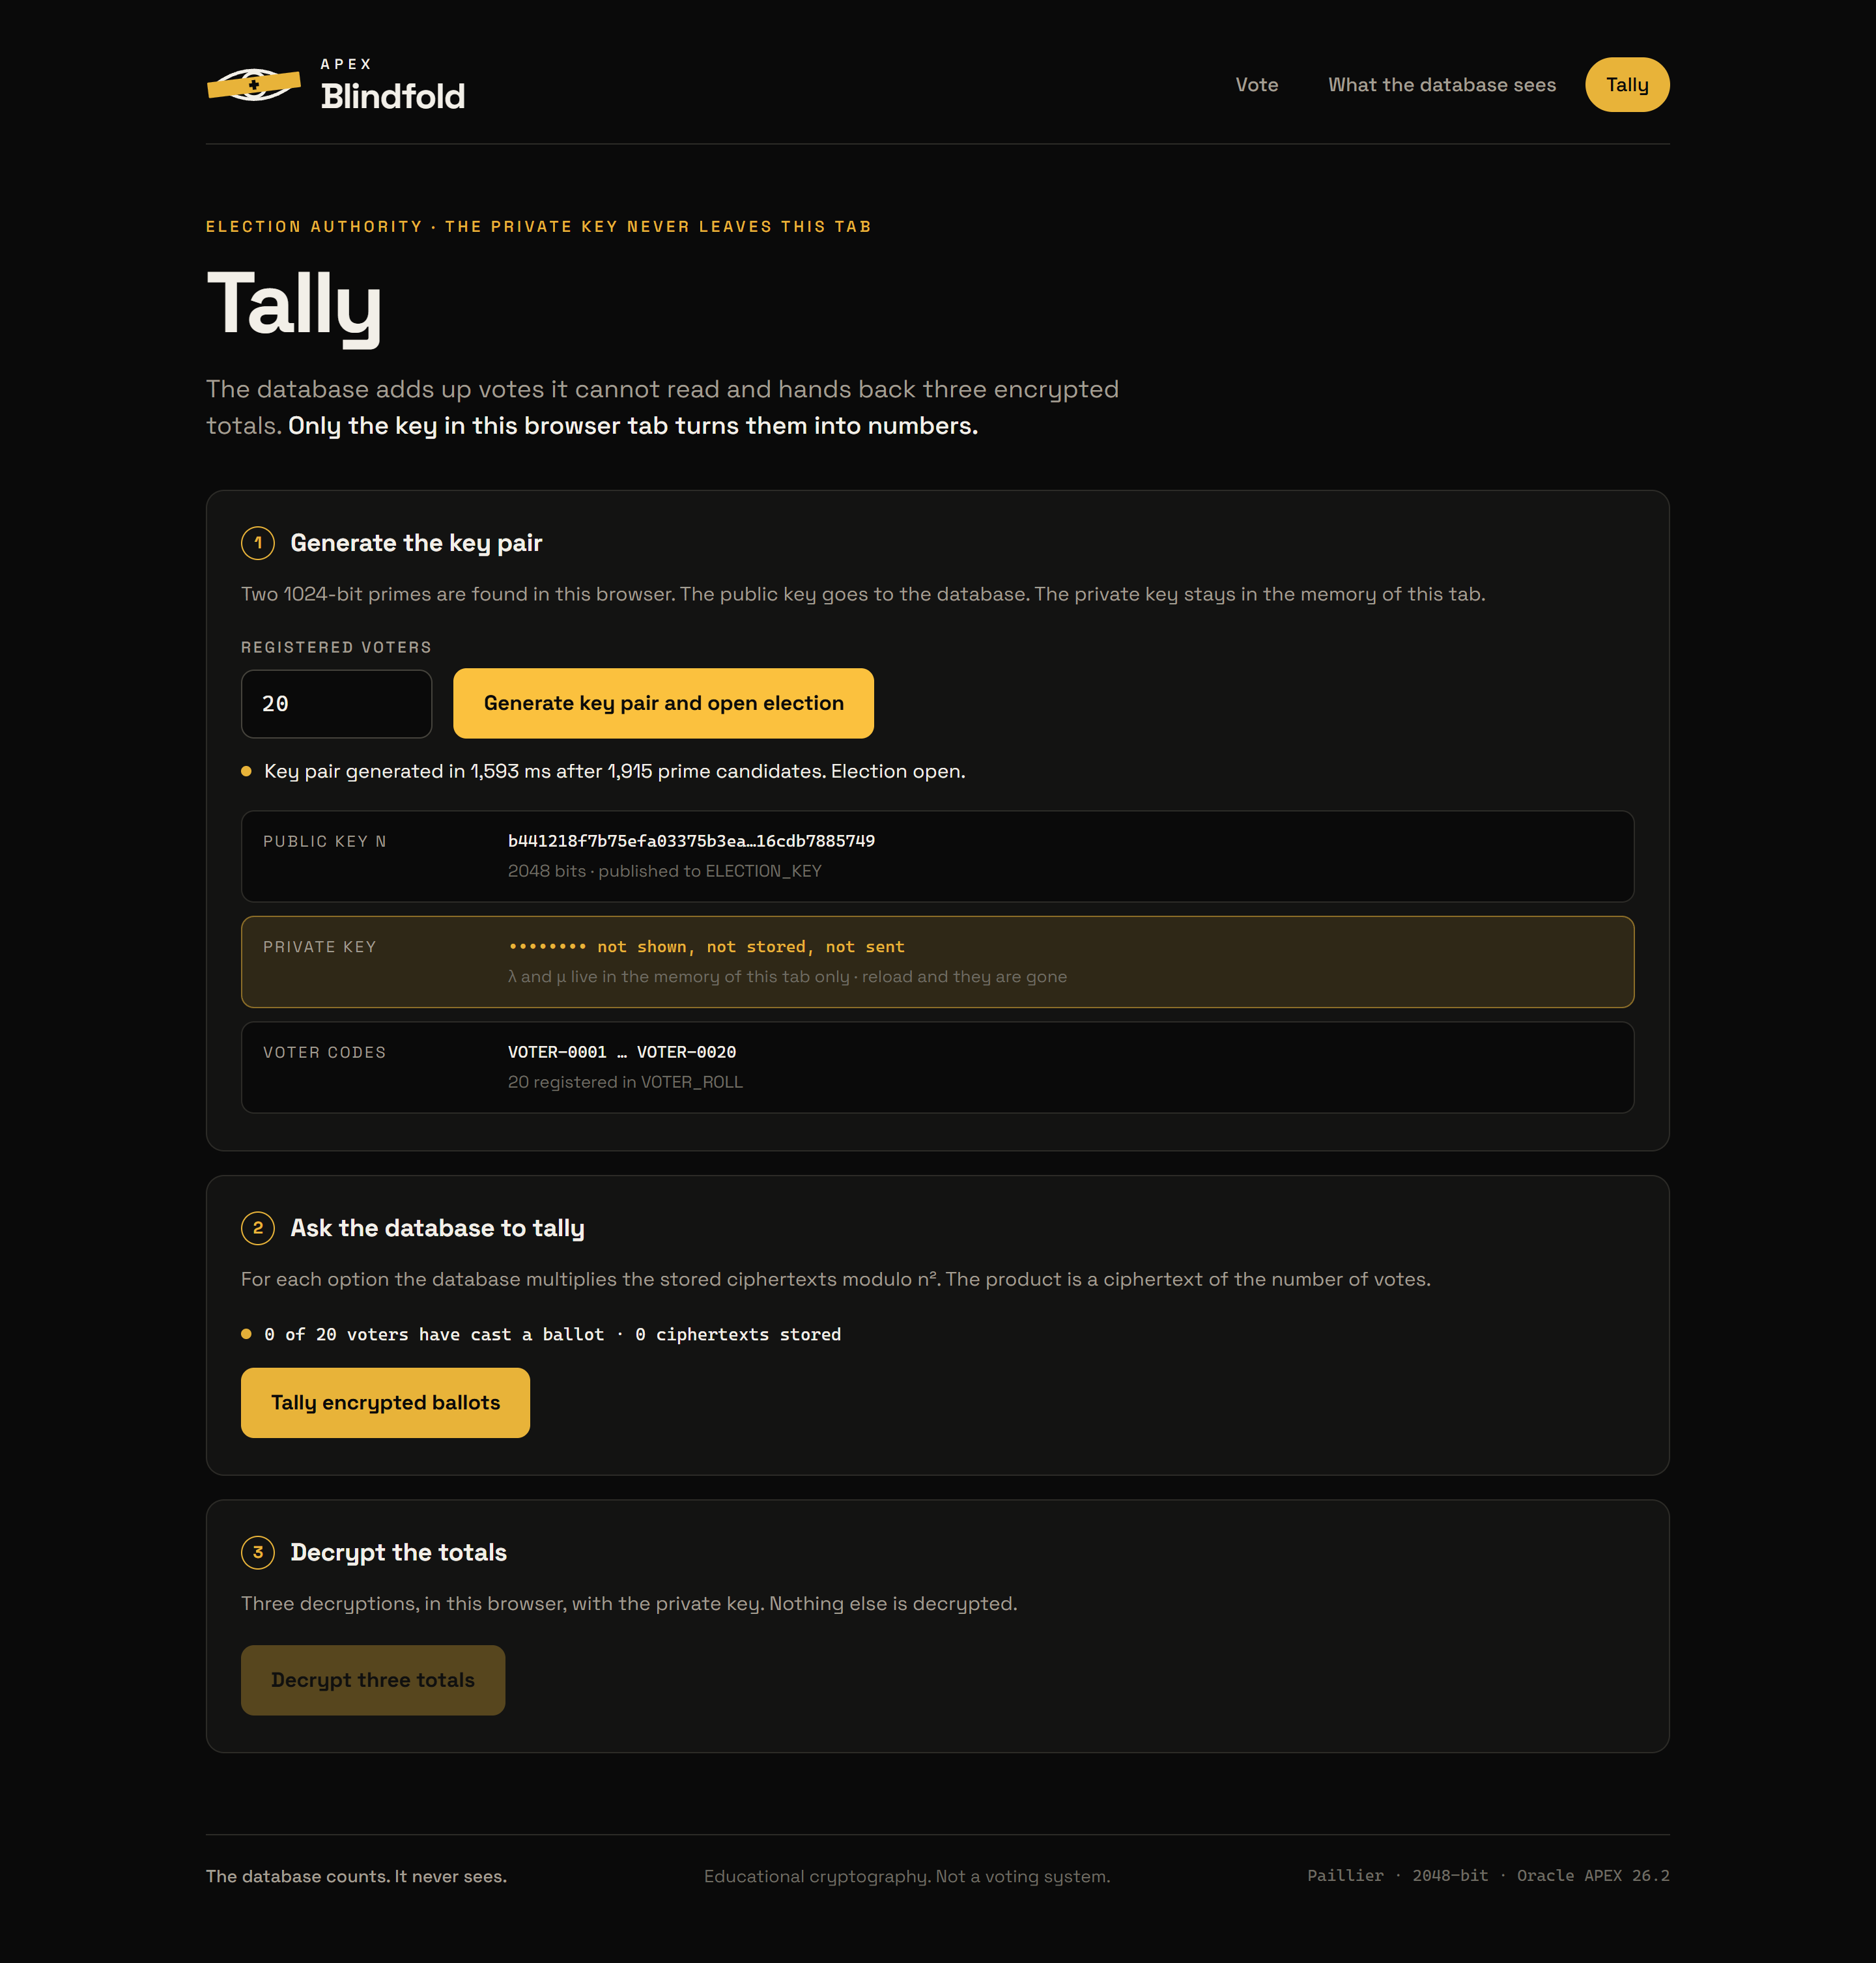 APEX
Blindfold
Vote
What the database sees
Tally
ELECTION AUTHORITY · THE PRIVATE KEY NEVER LEAVES THIS TAB
Tally
The database adds up votes it cannot read and hands back three encrypted
totals. Only the key in this browser tab turns them into numbers.
1 Generate the key pair
Two 1024-bit primes are found in this browser. The public key goes to the database. The private key stays in the memory of this tab.
REGISTERED VOTERS
20
Generate key pair and open election
Key pair generated in 1,593 ms after 1,915 prime candidates. Election open.
PUBLIC KEY N
b441218f7b75efa03375b3ea…16cdb7885749
2048 bits · published to ELECTION_KEY
PRIVATE KEY
•••••••• not shown, not stored, not sent
λ and μ live in the memory of this tab only · reload and they are gone
VOTER CODES
VOTER-0001 … VOTER-0020
20 registered in VOTER_ROLL
2 Ask the database to tally
For each option the database multiplies the stored ciphertexts modulo n². The product is a ciphertext of the number of votes.
0 of 20 voters have cast a ballot · 0 ciphertexts stored
Tally encrypted ballots
3 Decrypt the totals
Three decryptions, in this browser, with the private key. Nothing else is decrypted.
Decrypt three totals
The database counts. It never sees.
Educational cryptography. Not a voting system.
Paillier · 2048-bit · Oracle APEX 26.2